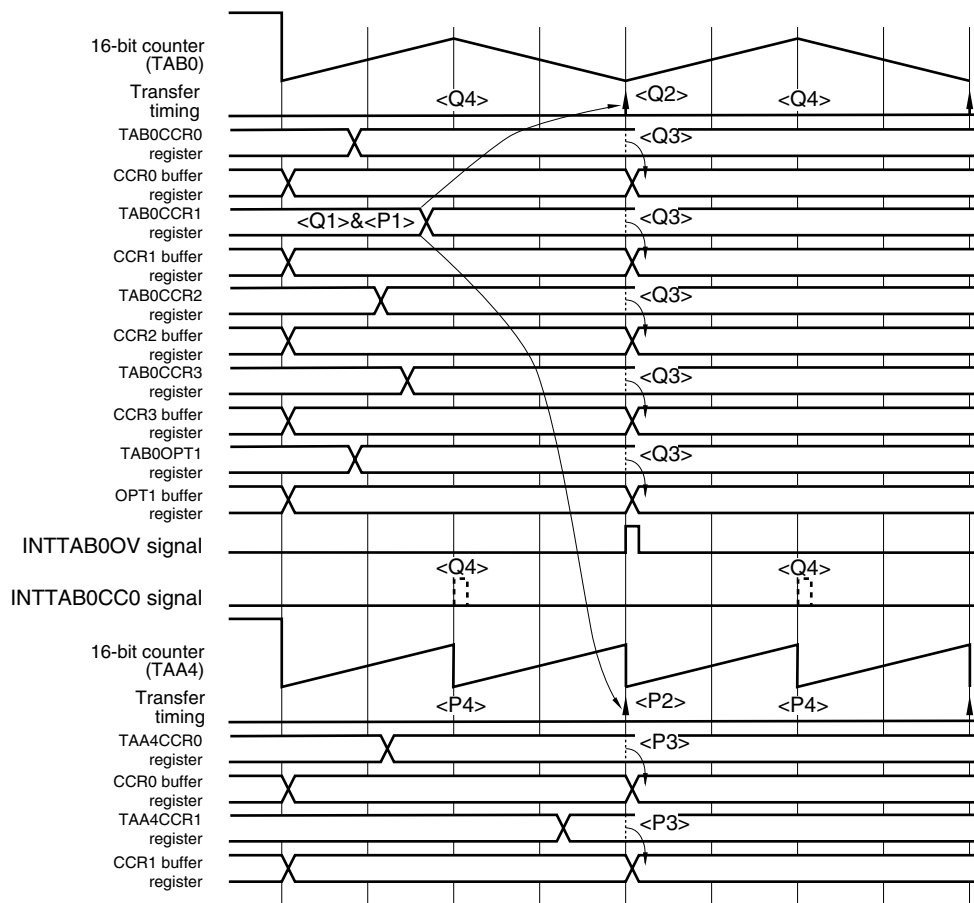 16-bit counter
(TAB0)
Transfer
timing
<Q4>
<Q2>
<Q4>
TAB0CCR0
register
<Q3>
CCR0 buffer
register
TAB0CCR1
register
<Q1>&<P1>
<Q3>
CCR1 buffer
register
TAB0CCR2
register
<Q3>
CCR2 buffer
register
TAB0CCR3
register
<Q3>
CCR3 buffer
register
TAB0OPT1
register
<Q3>
OPT1 buffer
register
INTTAB0OV signal
<Q4>
<Q4>
INTTAB0CC0 signal
16-bit counter
(TAA4)
Transfer
timing
<P4>
<P2>
<P4>
TAA4CCR0
register
<P3>
CCR0 buffer
register
TAA4CCR1
register
<P3>
CCR1 buffer
register